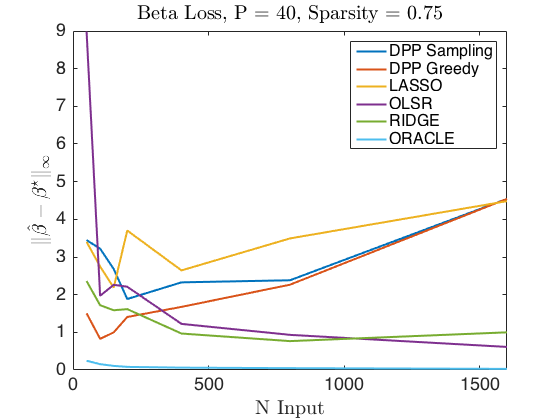 Beta Loss, P = 40, Sparsity = 0.75
9
8
7
6
5
4
3
2
1
0
‖β̂ − β⋆‖∞
DPP Sampling
DPP Greedy
LASSO
OLSR
RIDGE
ORACLE
0
500
1000
1500
N Input